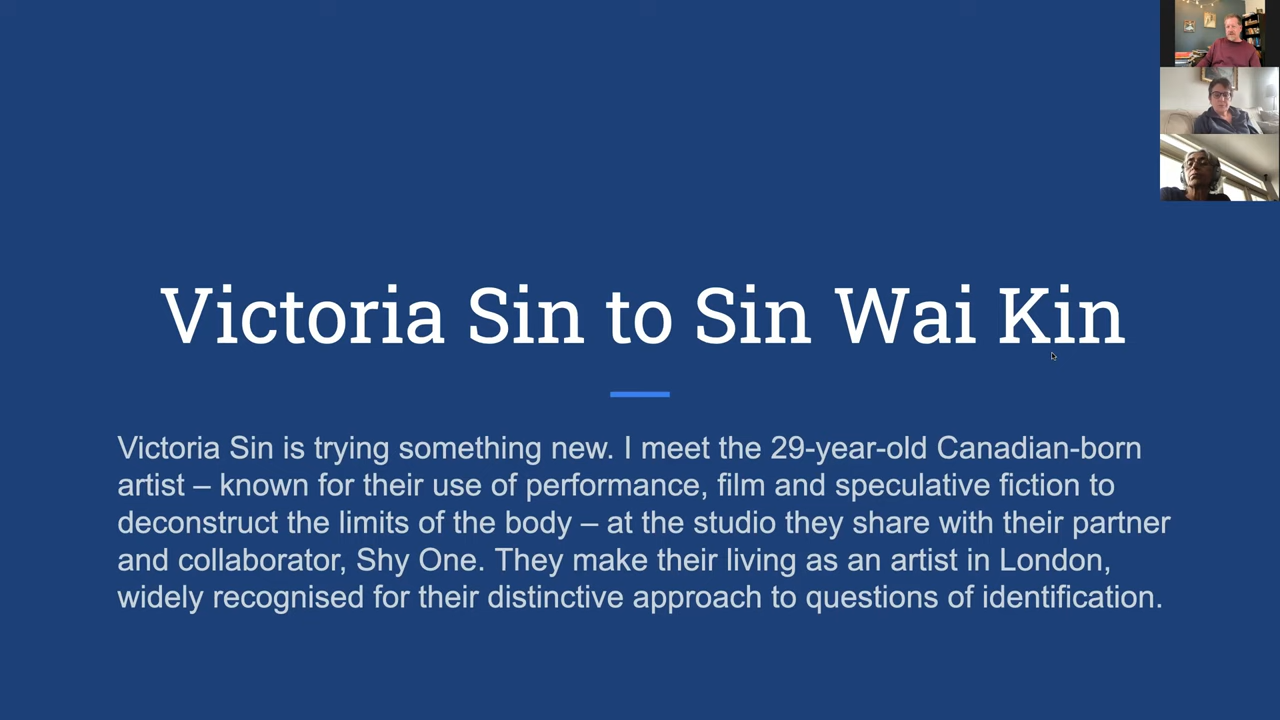 Victoria Sin to Sin Wai Kin
Victoria Sin is trying something new. I meet the 29-year-old Canadian-born
artist – known for their use of performance, film and speculative fiction to
deconstruct the limits of the body – at the studio they share with their partner
and collaborator, Shy One. They make their living as an artist in London,
widely recognised for their distinctive approach to questions of identification.